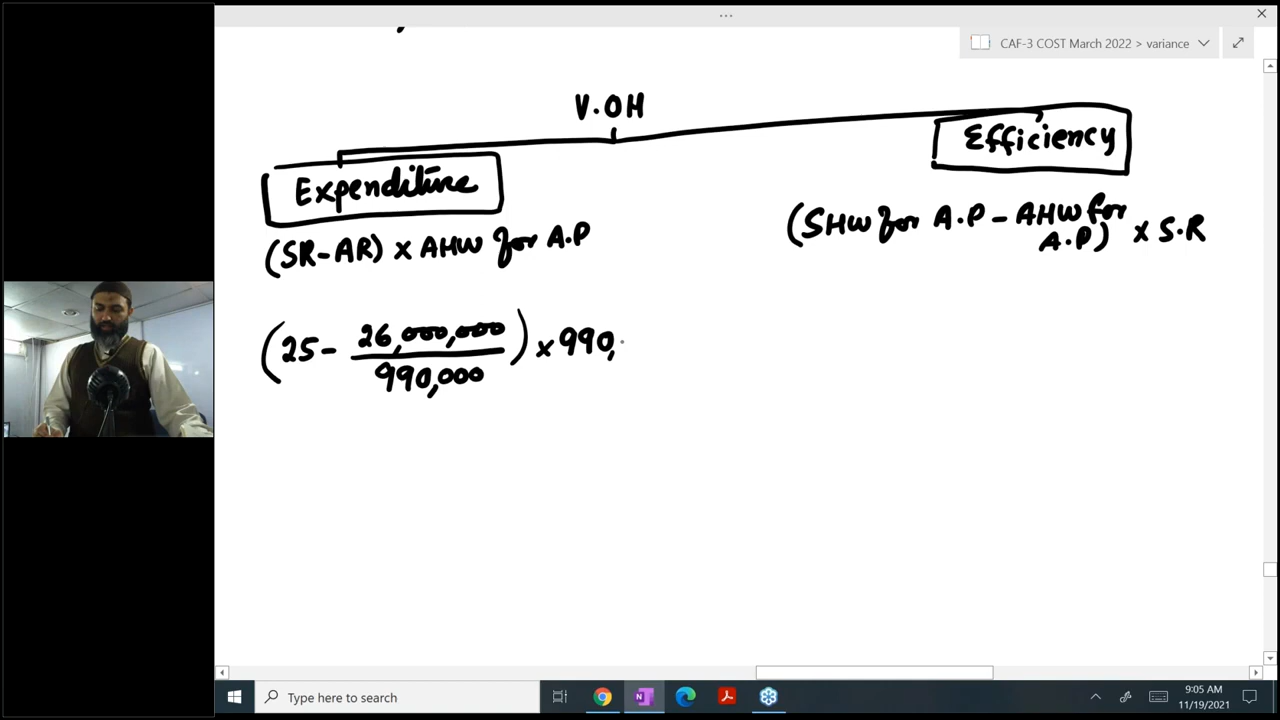 CAF-3 COST March 2022 > variance
V.OH
Expenditure
Efficiency
(SR-AR) × AHW for A.P
(SHW for A.P - AHW for
A.P) × S.R
(25 - 26,000,000
990,000) × 990,
Type here to search
9:05 AM
11/19/2021